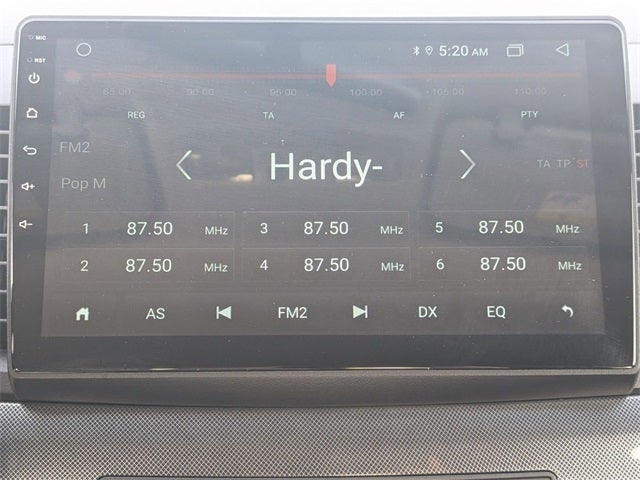 MIC
5:20 AM
RST
85.00 90.00 95.00 100.00 105.00 110.00
REG TA AF PTY
FM2
Hardy-
TA TP ST
Pop M
1 87.50 MHz 3 87.50 MHz 5 87.50 MHz
2 87.50 MHz 4 87.50 MHz 6 87.50 MHz
AS FM2 DX EQ